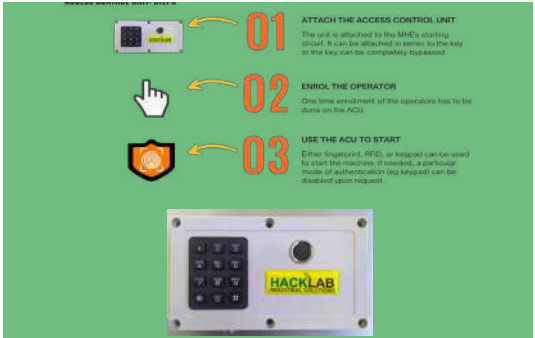 ACCESS CONTROL UNIT- STEPS
01
ATTACH THE ACCESS CONTROL UNIT
The unit is attached to the MHE's starting
circuit. It can be attached in series to the key
or the key can be completely bypassed
02
ENROL THE OPERATOR
One time enrollment of the operators has to be
done on the ACU.
03
USE THE ACU TO START
Either fingerprint, RFID, or keypad can be used
to start the machine. If needed, a particular
mode of authentication (eg keypad) can be
disabled upon request.
HACKLAB
INDUSTRIAL SOLUTIONS